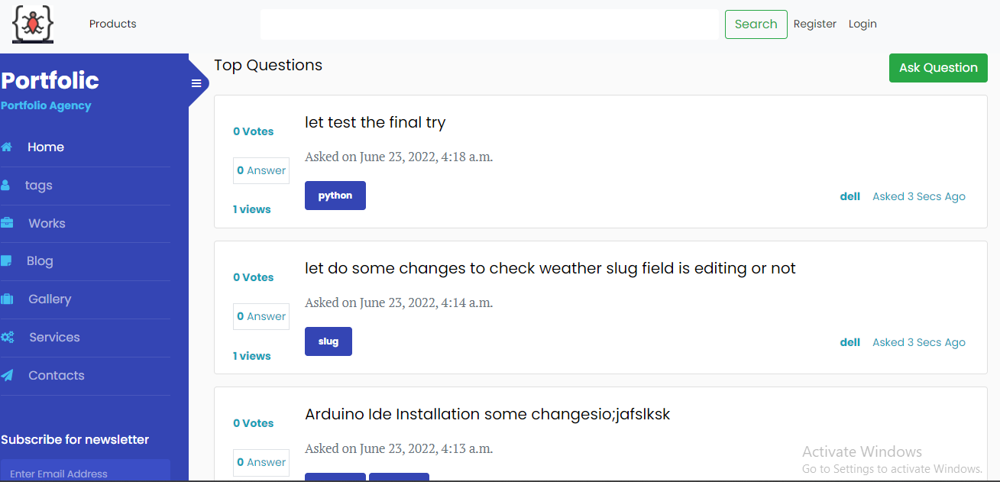 Products
Search Register Login
Portfolic
Portfolio Agency
Home
tags
Works
Blog
Gallery
Services
Contacts
Subscribe for newsletter
Enter Email Address
Top Questions
Ask Question
0 Votes
let test the final try
Asked on June 23, 2022, 4:18 a.m.
0 Answer
python
1 views
dell Asked 3 Secs Ago
0 Votes
let do some changes to check weather slug field is editing or not
Asked on June 23, 2022, 4:14 a.m.
0 Answer
slug
1 views
dell Asked 3 Secs Ago
0 Votes
Arduino Ide Installation some changesio;jafslksk
Asked on June 23, 2022, 4:13 a.m.
0 Answer
Activate Windows
Go to Settings to activate Windows.